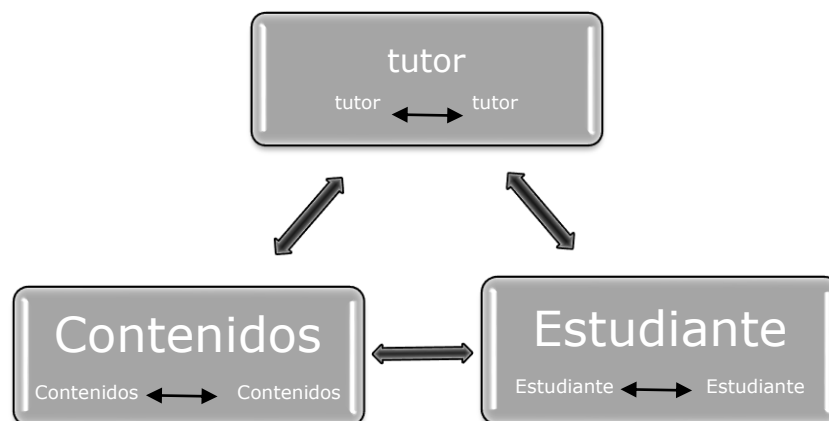 tutor
tutor tutor
Contenidos
Contenidos Contenidos
Estudiante
Estudiante Estudiante